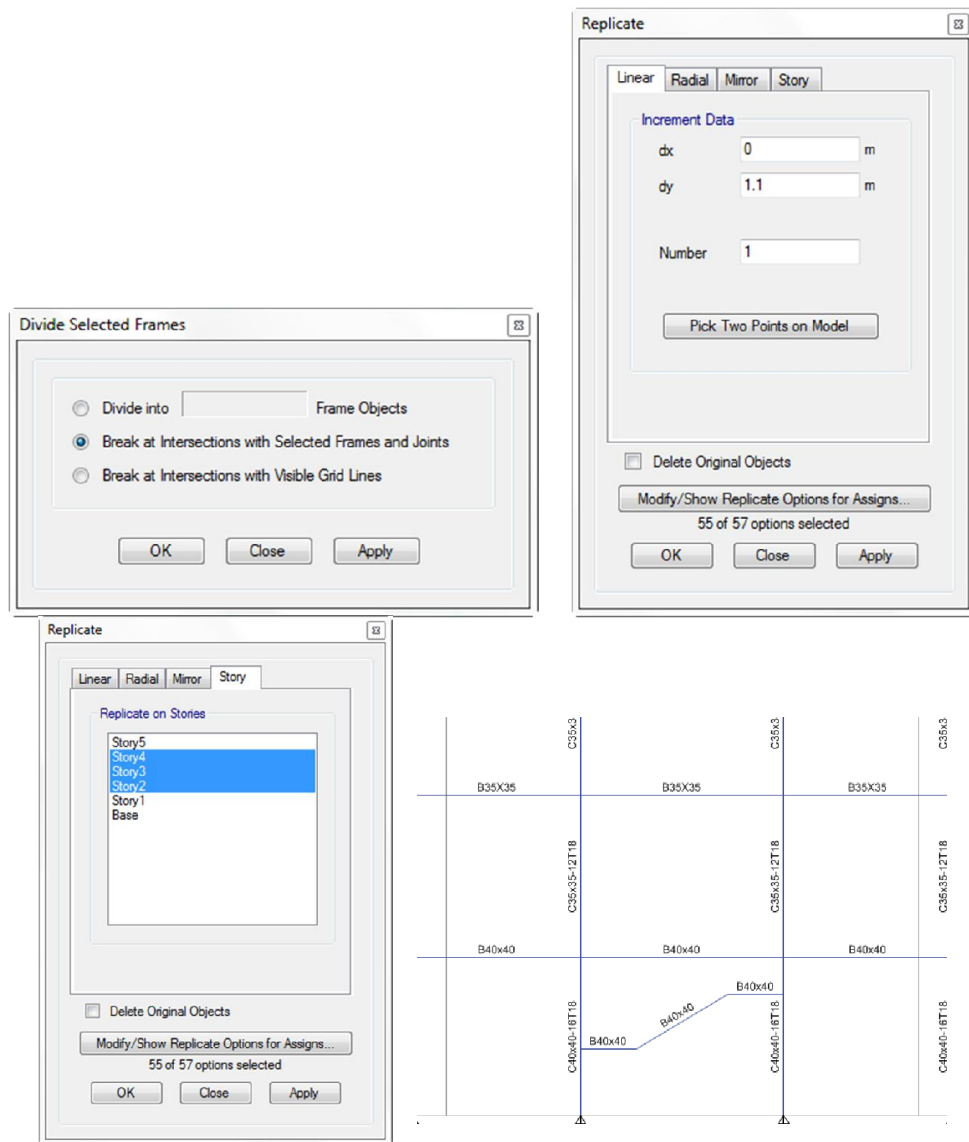 Divide Selected Frames
Divide into
Frame Objects
Break at Intersections with Selected Frames and Joints
Break at Intersections with Visible Grid Lines
OK
Close
Apply
Replicate
Linear
Radial
Mirror
Story
Increment Data
dx
0
m
dy
1.1
m
Number
1
Pick Two Points on Model
Delete Original Objects
Modify/Show Replicate Options for Assigns...
55 of 57 options selected
OK
Close
Apply
Replicate
Linear
Radial
Mirror
Story
Replicate on Stories
Story5
Story4
Story3
Story2
Story1
Base
Delete Original Objects
Modify/Show Replicate Options for Assigns...
55 of 57 options selected
OK
Close
Apply
C35x3
C35x3
C35x3
B35X35
B35X35
B35X35
C35x35-12T18
C35x35-12T18
C35x35-12T18
B40x40
B40x40
B40x40
B40x40
B40x40
B40x40
C40x40-16T18
C40x40-16T18
C40x40-16T18